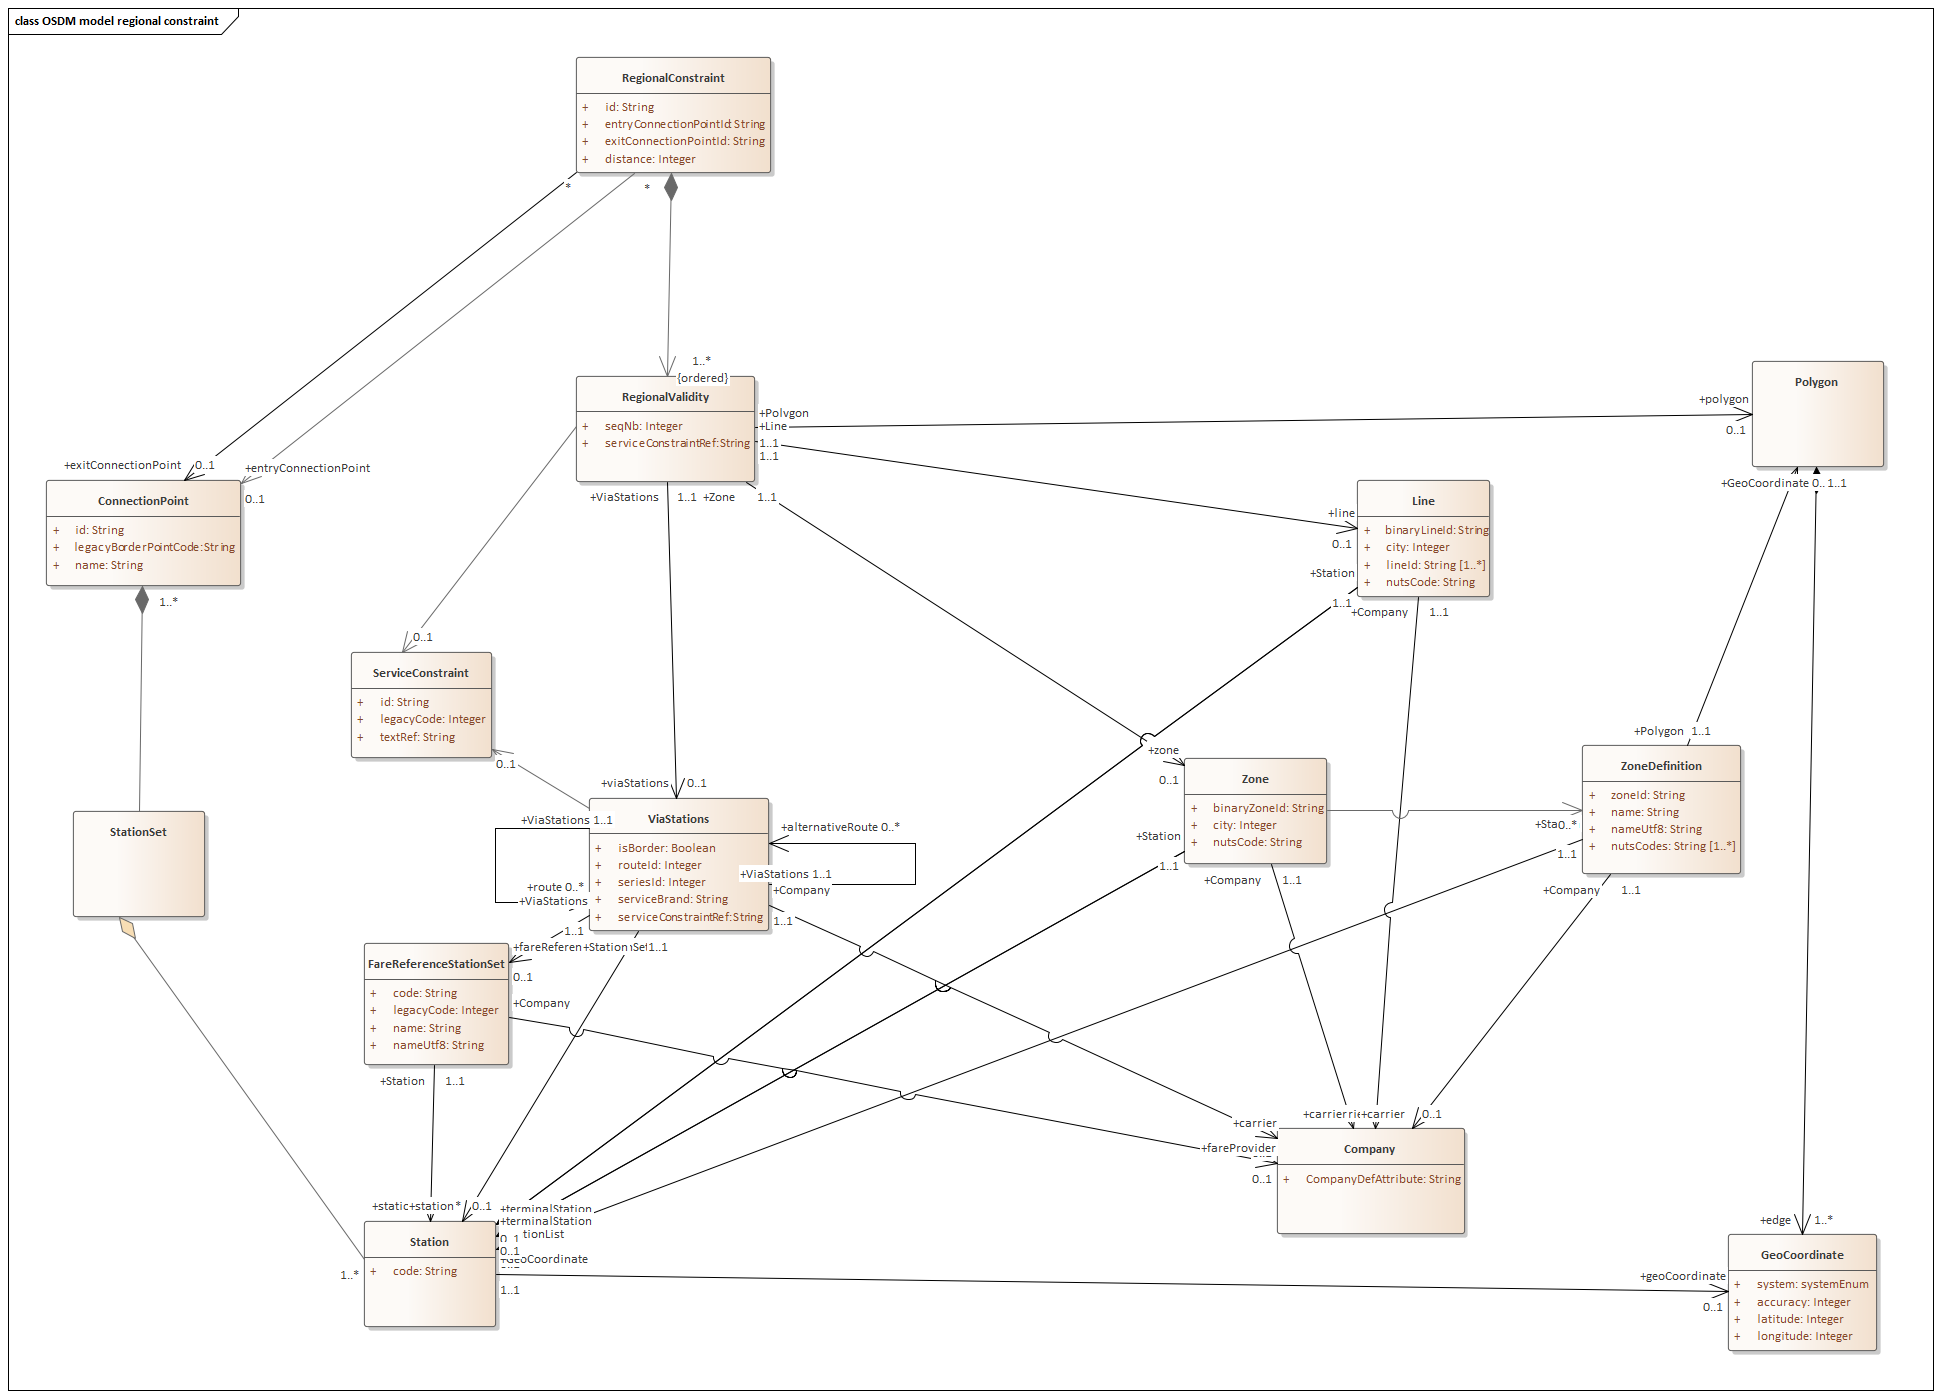 class OSDM model regional constraint
RegionalConstraint
+ id: String
+ entryConnectionPointId: String
+ exitConnectionPointId: String
+ distance: Integer
*
*
1..*
{ordered}
RegionalValidity
+ seqNb: Integer
+ serviceConstraintRef:String
+Polygon
+Line
1..1
1..1
+ViaStations 1..1
+Zone 1..1
+polygon
0..1
Polygon
+GeoCoordinate 0.. 1..1
+exitConnectionPoint 0..1
+entryConnectionPoint
0..1
ConnectionPoint
+ id: String
+ legacyBorderPointCode:String
+ name: String
1..*
+line
0..1
Line
+ binaryLineId: String
+ city: Integer
+ lineId: String [1..*]
+ nutsCode: String
+Station
1..1
+Company 1..1
0..1
ServiceConstraint
+ id: String
+ legacyCode: Integer
+ textRef: String
0..1
+Polygon 1..1
ZoneDefinition
+ zoneId: String
+ name: String
+ nameUtf8: String
+ nutsCodes: String [1..*]
0..*
1..1
+Company 1..1
+zone
0..1
Zone
+ binaryZoneId: String
+ city: Integer
+ nutsCode: String
+Station
1..1
+Company 1..1
+viaStations 0..1
ViaStations
+ isBorder: Boolean
+ routeId: Integer
+ seriesId: Integer
+ serviceBrand: String
+ serviceConstraintRef:String
+ViaStations 1..1
+route 0..*
+ViaStations
1..1
+alternativeRoute 0..*
+ViaStations 1..1
+Company
1..1
StationSet
+fareReferen
1..1
0..1
FareReferenceStationSet
+ code: String
+ legacyCode: Integer
+ name: String
+ nameUtf8: String
+Company
+Station 1..1
+carrier
+fareProvider
0..1
+carrier
+carrier
0..1
Company
+ CompanyDefAttribute: String
+station *
0..1
+terminalStation
+terminalStation
tionList
0..1
0..1
+GeoCoordinate
1..1
1..*
Station
+ code: String
+edge 1..*
+geoCoordinate
0..1
GeoCoordinate
+ system: systemEnum
+ accuracy: Integer
+ latitude: Integer
+ longitude: Integer